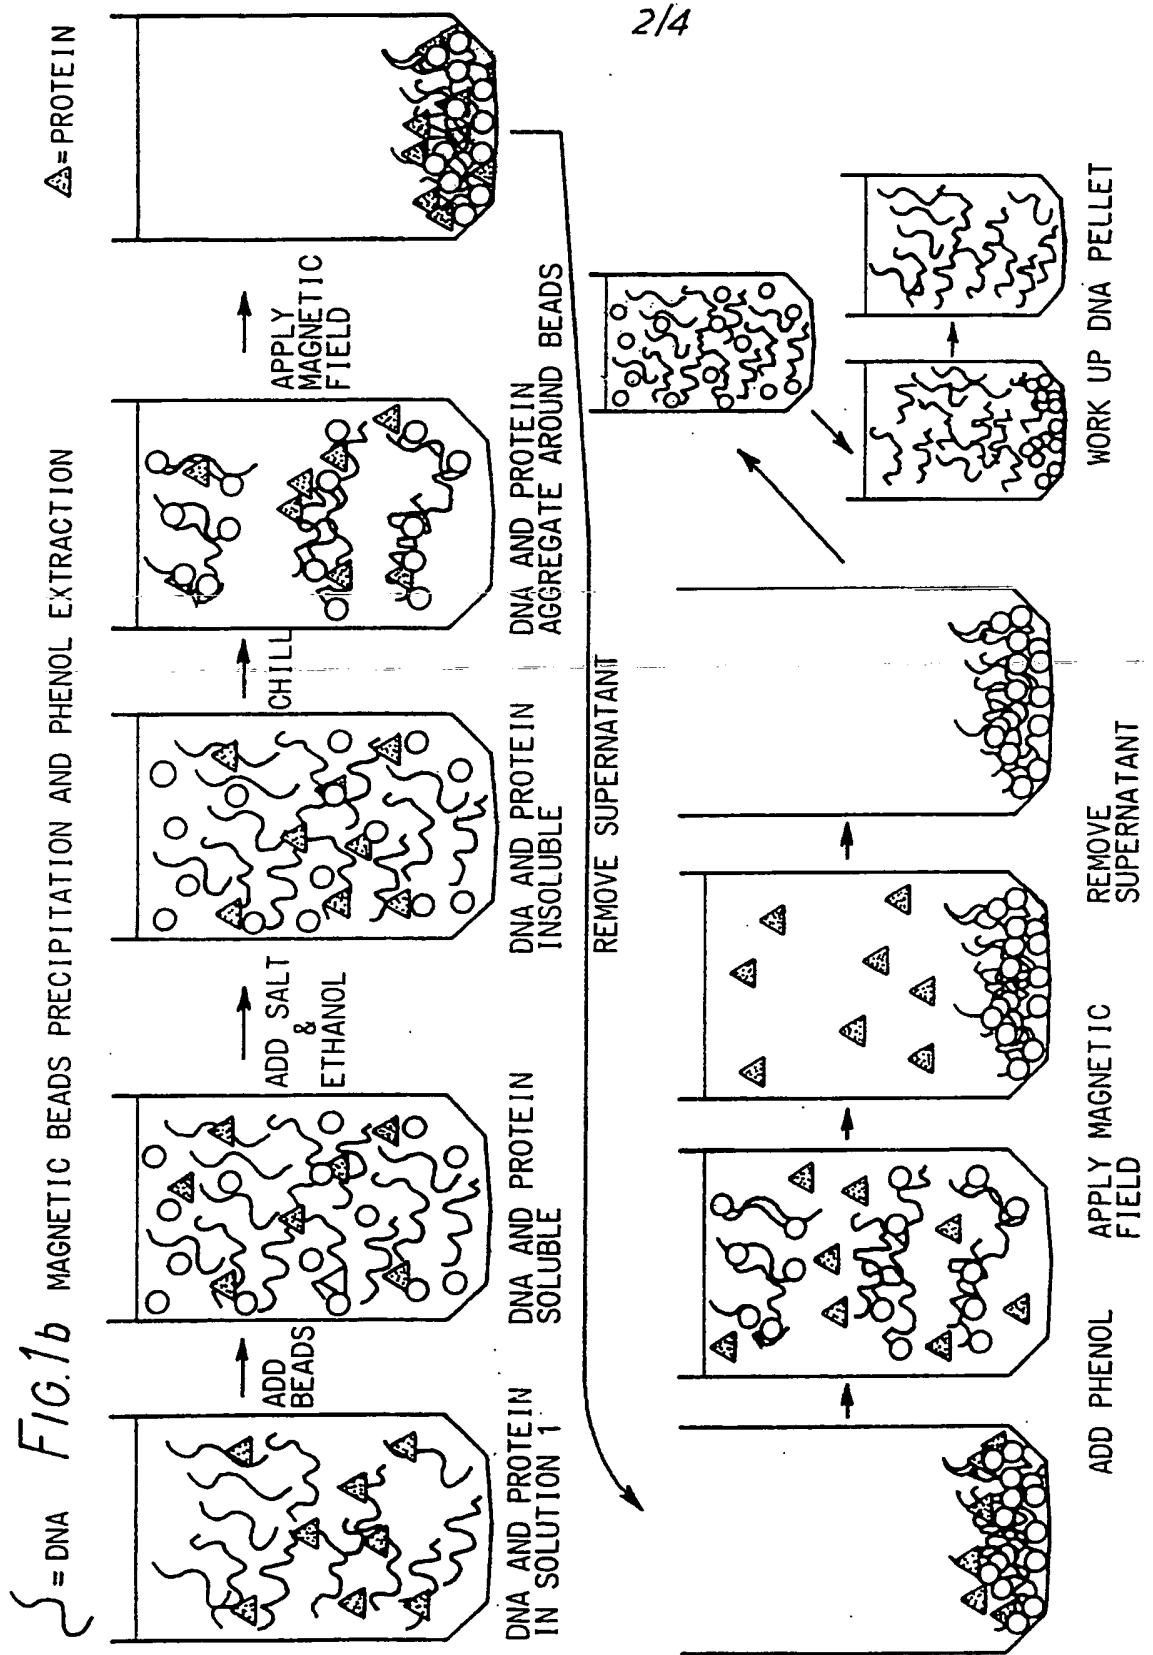 2/4
= DNA
FIG.1b
MAGNETIC BEADS PRECIPITATION AND PHENOL EXTRACTION
= PROTEIN
ADD
BEADS
ADD SALT
&
ETHANOL
CHILL
APPLY
MAGNETIC
FIELD
DNA AND PROTEIN
IN SOLUTION 1
DNA AND PROTEIN
SOLUBLE
DNA AND PROTEIN
INSOLUBLE
DNA AND PROTEIN
AGGREGATE AROUND BEADS
REMOVE SUPERNATANT
ADD PHENOL
APPLY MAGNETIC
FIELD
REMOVE
SUPERNATANT
WORK UP DNA PELLET